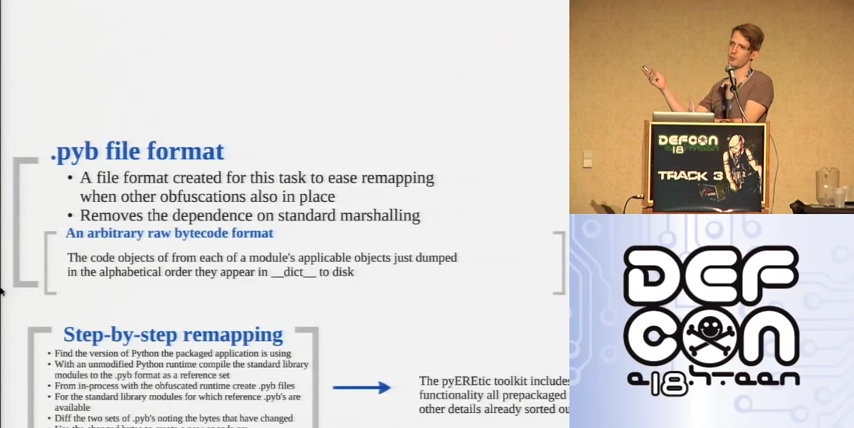 .pyb file format
• A file format created for this task to ease remapping
when other obfuscations also in place
• Removes the dependence on standard marshalling
An arbitrary raw bytecode format
The code objects of from each of a module's applicable objects just dumped
in the alphabetical order they appear in __dict__ to disk
Step-by-step remapping
• Find the version of Python the packaged application is using
• With an unmodified Python runtime compile the standard library
modules to the .pyb format as a reference set
• From in-process with the obfuscated runtime create .pyb files
• For the standard library modules for which reference .pyb's are
available
• Diff the two sets of .pyb's noting the bytes that have changed
The pyEREtic toolkit includes
functionality all prepackaged
other details already sorted ou
DEFCON
18
TRACK 3
DEF
CON
e18h+een